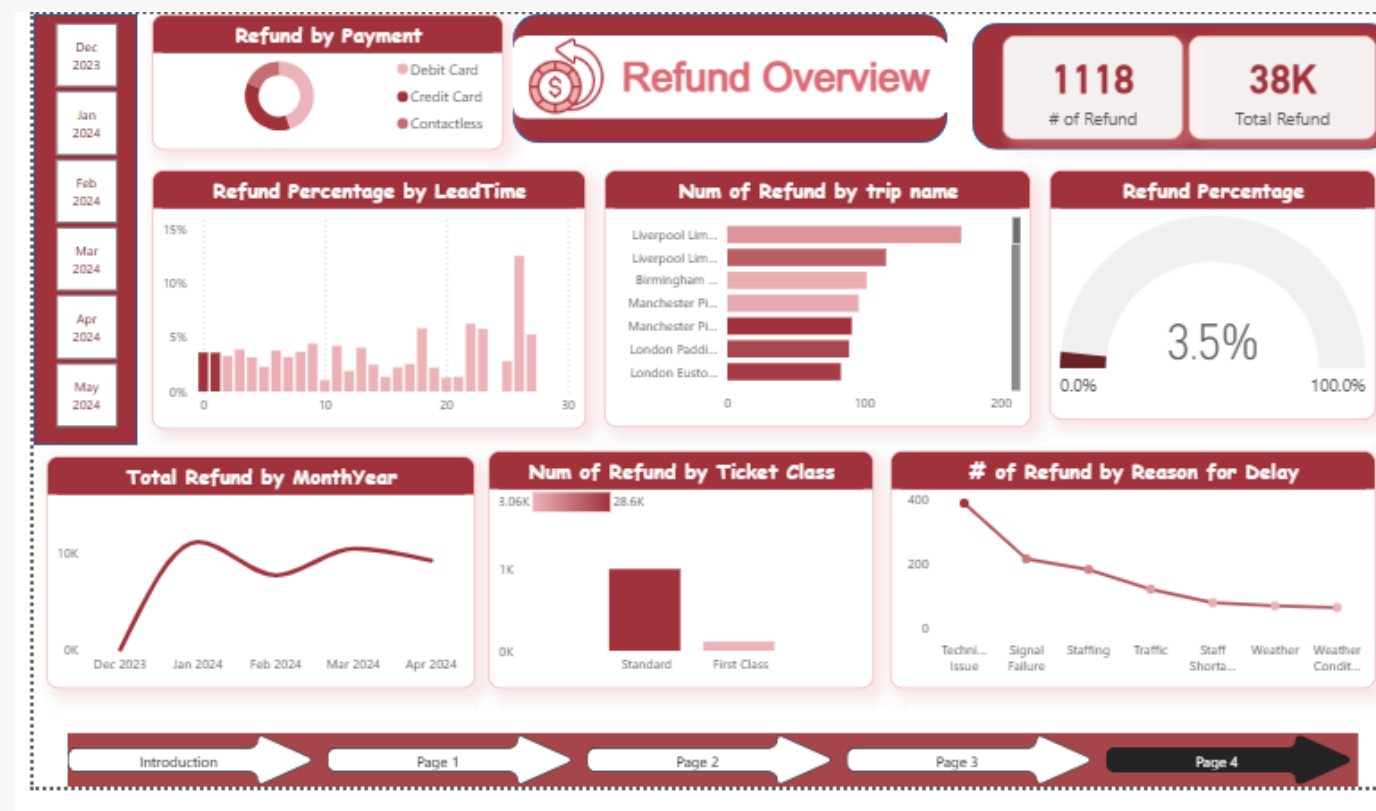 Dec
2023
Jan
2024
Feb
2024
Mar
2024
Apr
2024
May
2024
Refund by Payment
Debit Card
Credit Card
Contactless
$
Refund Overview
1118
# of Refund
38K
Total Refund
Refund Percentage by LeadTime
15%
10%
5%
0%
0
10
20
30
Num of Refund by trip name
Liverpool Lim...
Liverpool Lim...
Birmingham ...
Manchester Pi...
Manchester Pi...
London Paddi...
London Eusto...
0
100
200
Refund Percentage
3.5%
0.0%
100.0%
Total Refund by MonthYear
10K
0K
Dec 2023
Jan 2024
Feb 2024
Mar 2024
Apr 2024
Num of Refund by Ticket Class
3.06K
28.6K
1K
0K
Standard
First Class
# of Refund by Reason for Delay
400
200
0
Techni...
Issue
Signal
Failure
Staffing
Traffic
Staff
Shorta...
Weather
Weather
Condit...
Introduction
Page 1
Page 2
Page 3
Page 4